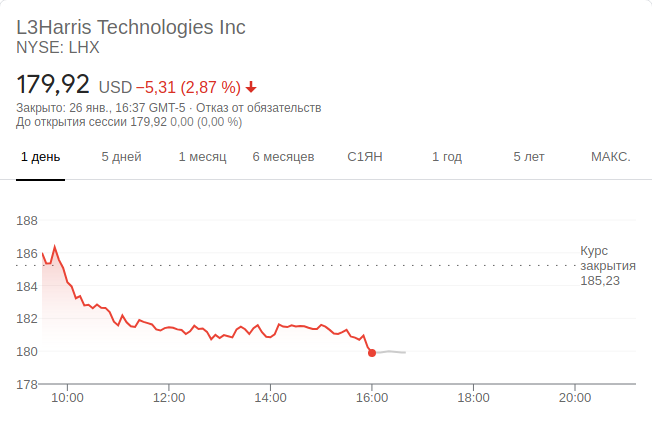 L3Harris Technologies Inc
NYSE: LHX
179,92 USD −5,31 (2,87 %)
Закрыто: 26 янв., 16:37 GMT-5 · Отказ от обязательств
До открытия сессии 179,92 0,00 (0,00 %)
1 день 5 дней 1 месяц 6 месяцев С1ЯН 1 год 5 лет МАКС.
188
186
184
182
180
178
Курс
закрытия
185,23
10:00 12:00 14:00 16:00 18:00 20:00